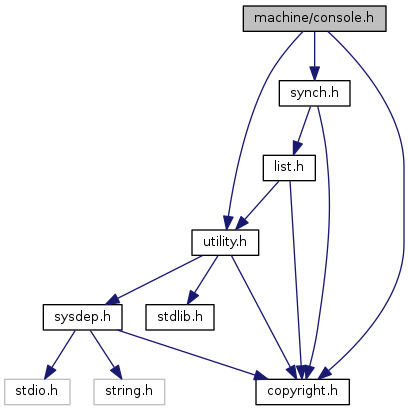 machine/console.h
synch.h
list.h
utility.h
sysdep.h
stdlib.h
stdio.h
string.h
copyright.h